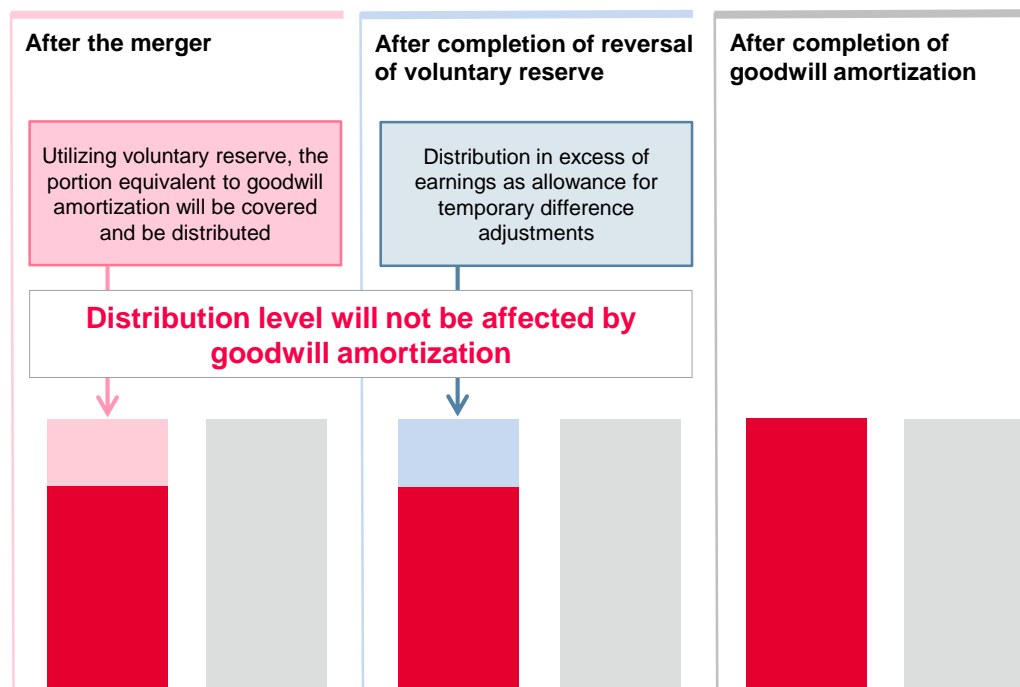 After the merger
After completion of reversal
of voluntary reserve
After completion of
goodwill amortization
Utilizing voluntary reserve, the
portion equivalent to goodwill
amortization will be covered
and be distributed
Distribution in excess of
earnings as allowance for
temporary difference
adjustments
Distribution level will not be affected by
goodwill amortization